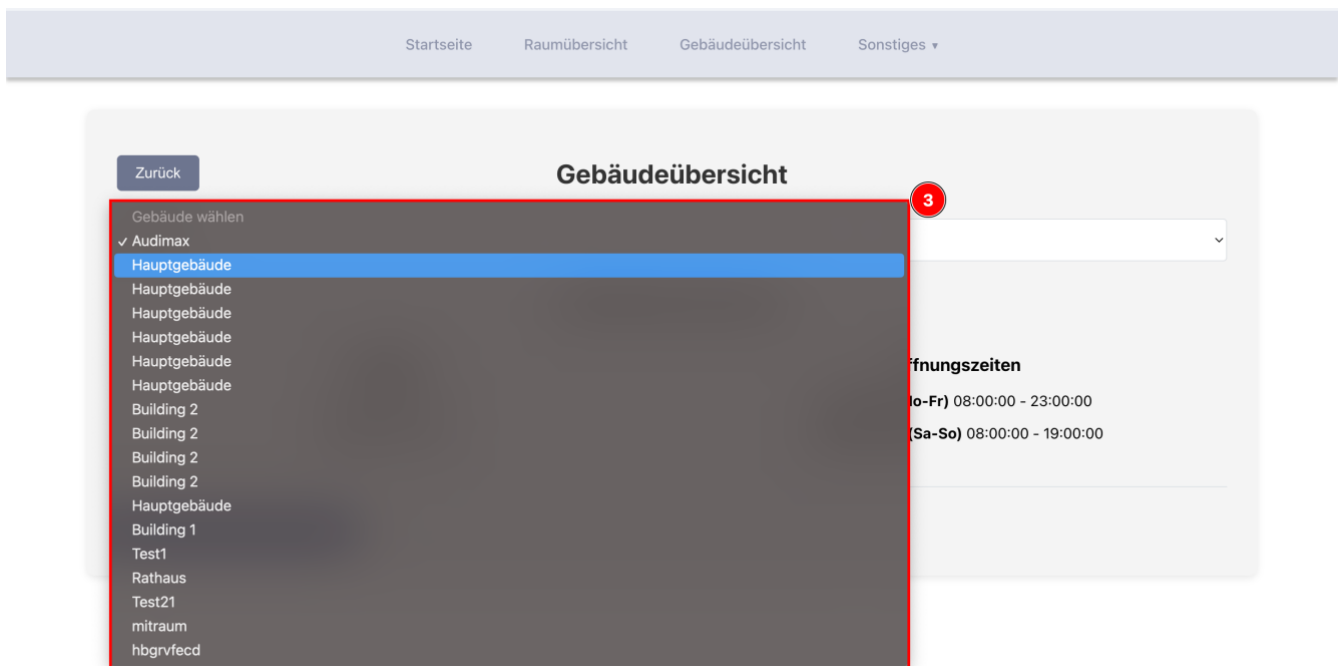 Startseite Raumübersicht Gebäudeübersicht Sonstiges ▾
Zurück
Gebäudeübersicht
3
Gebäude wählen
✓ Audimax
Hauptgebäude
Hauptgebäude
Hauptgebäude
Hauptgebäude
Hauptgebäude
Hauptgebäude
Building 2
Building 2
Building 2
Building 2
Hauptgebäude
Building 1
Test1
Rathaus
Test21
mitraum
hbgrvfecd
ffnungszeiten
lo-Fr) 08:00:00 - 23:00:00
(Sa-So) 08:00:00 - 19:00:00